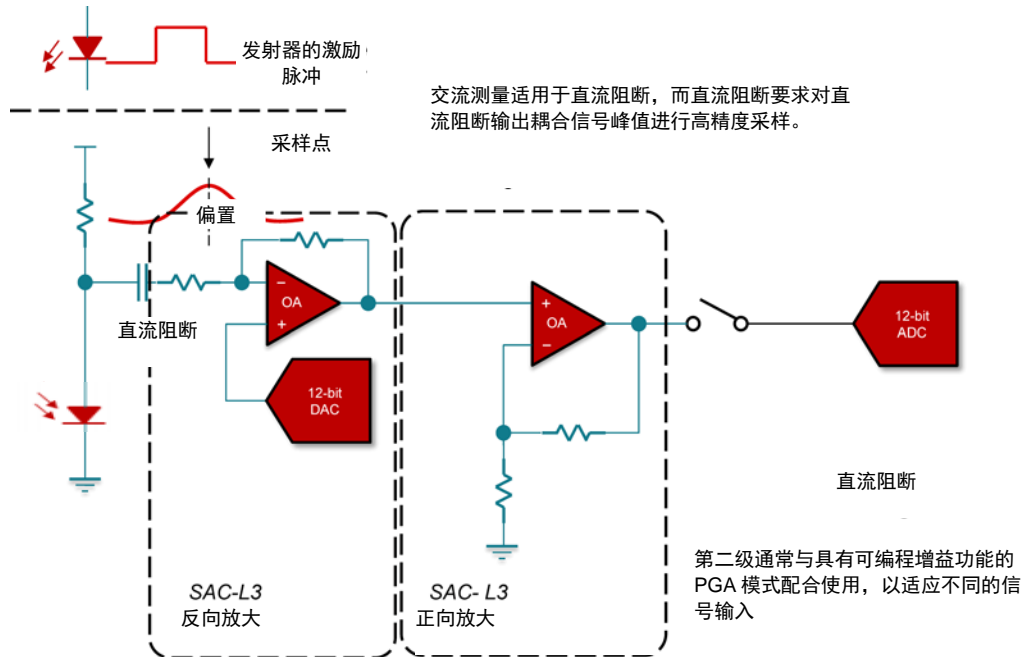 发射器的激励
脉冲
交流测量适用于直流阻断，而直流阻断要求对直
流阻断输出耦合信号峰值进行高精度采样。
采样点
偏置
OA
直流阻断
12-bit
DAC
OA
12-bit
ADC
直流阻断
第二级通常与具有可编程增益功能的
PGA 模式配合使用，以适应不同的信
号输入
SAC-L3
反向放大
SAC- L3
正向放大